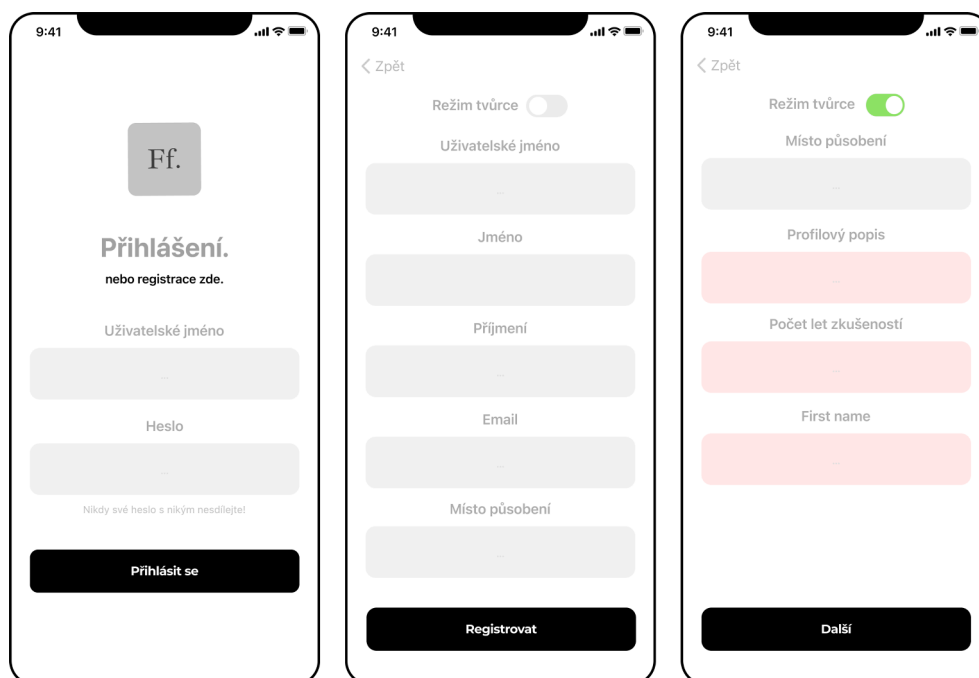 9:41
Ff.
Přihlášení.
nebo registrace zde.
Uživatelské jméno
...
Heslo
...
Nikdy své heslo s nikým nesdílejte!
Přihlásit se
9:41
Zpět
Režim tvůrce
Uživatelské jméno
...
Jméno
Příjmení
...
Email
...
Místo působení
...
Registrovat
9:41
Zpět
Režim tvůrce
Místo působení
...
Profilový popis
...
Počet let zkušeností
...
First name
...
Další